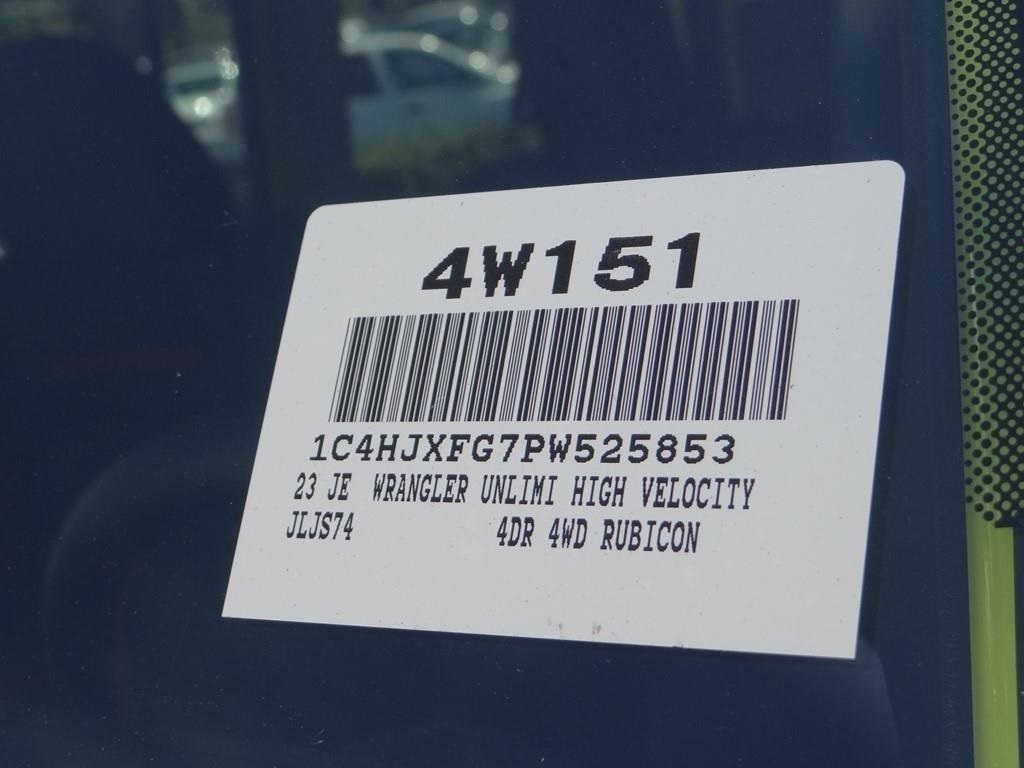 4W151
1C4HJXFG7PW525853
23 JE WRANGLER UNLIMI HIGH VELOCITY
JLJS74 4DR 4WD RUBICON